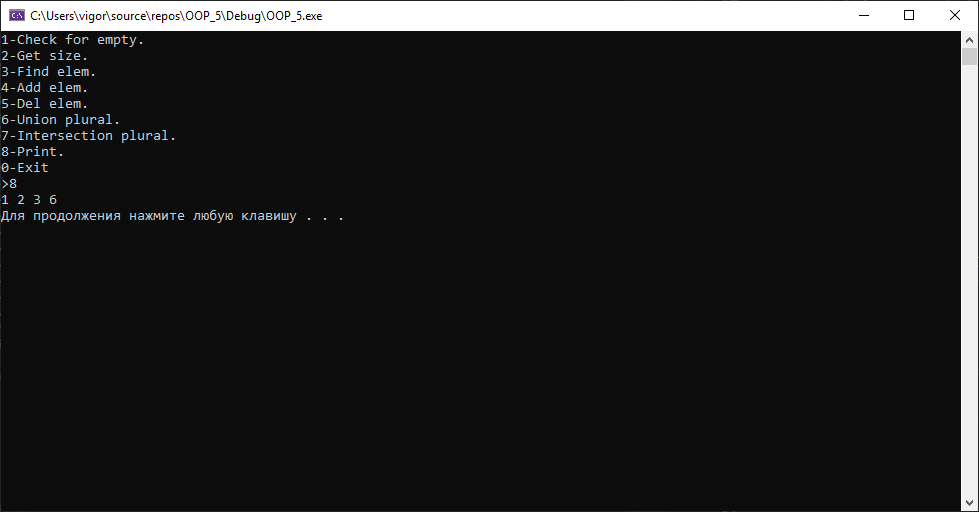 C:\Users\vigor\source\repos\OOP_5\Debug\OOP_5.exe
1-Check for empty.
2-Get size.
3-Find elem.
4-Add elem.
5-Del elem.
6-Union plural.
7-Intersection plural.
8-Print.
0-Exit
>8
1 2 3 6
Для продолжения нажмите любую клавишу . . .